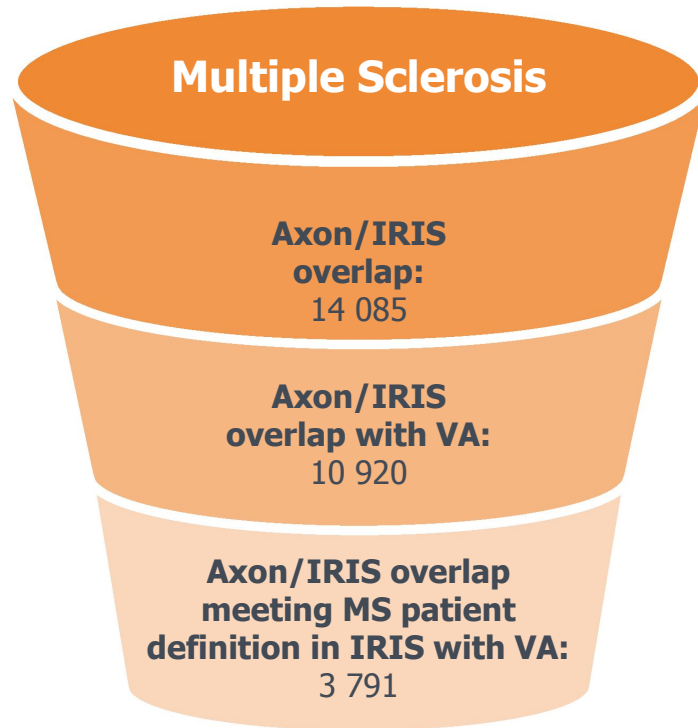 Multiple Sclerosis
Axon/IRIS
overlap:
14 085
Axon/IRIS
overlap with VA:
10 920
Axon/IRIS overlap
meeting MS patient
definition in IRIS with VA:
3 791